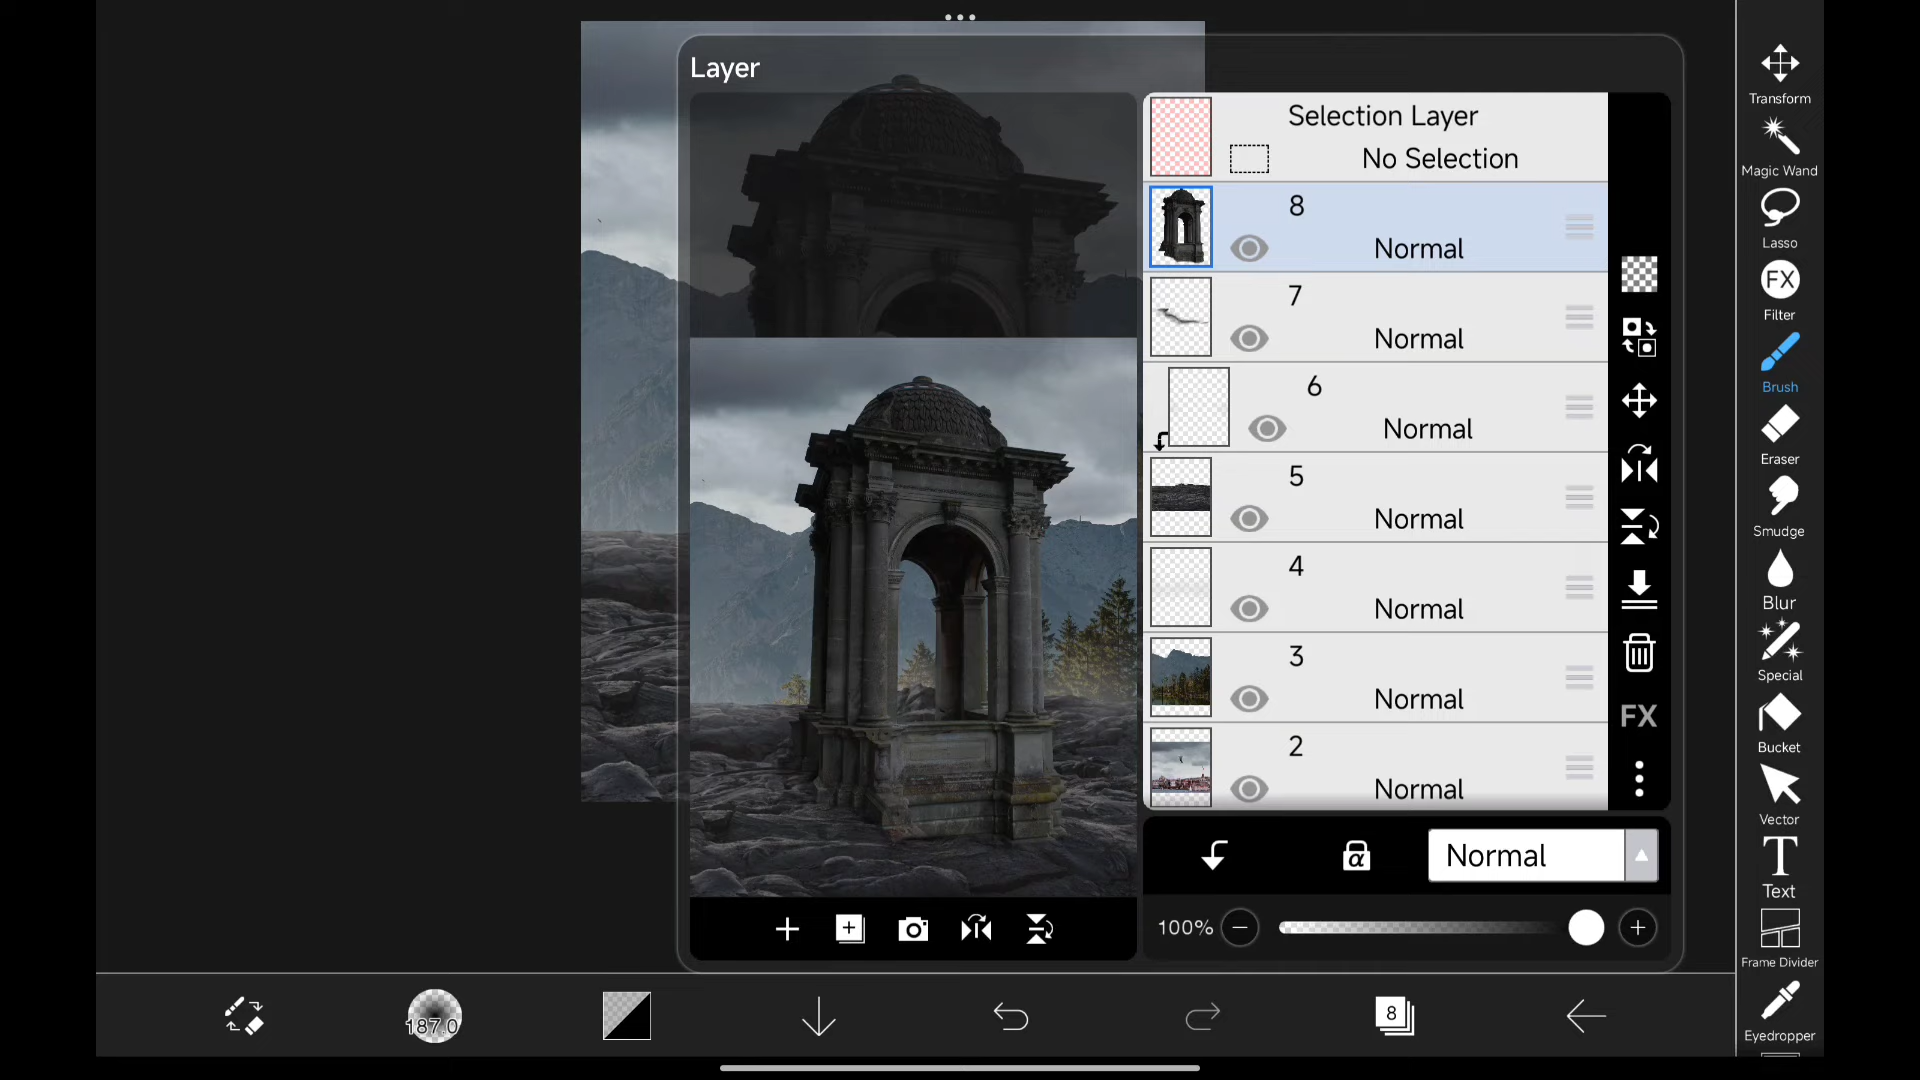 Layer
Selection Layer
No Selection
8
Normal
7
Normal
6
Normal
5
Normal
4
Normal
3
Normal
2
Normal
FX
α
Normal
100%
187.0
8
Transform
Magic Wand
Lasso
FX
Filter
Brush
Eraser
Smudge
Blur
Special
Bucket
Vector
T
Text
Frame Divider
Eyedropper